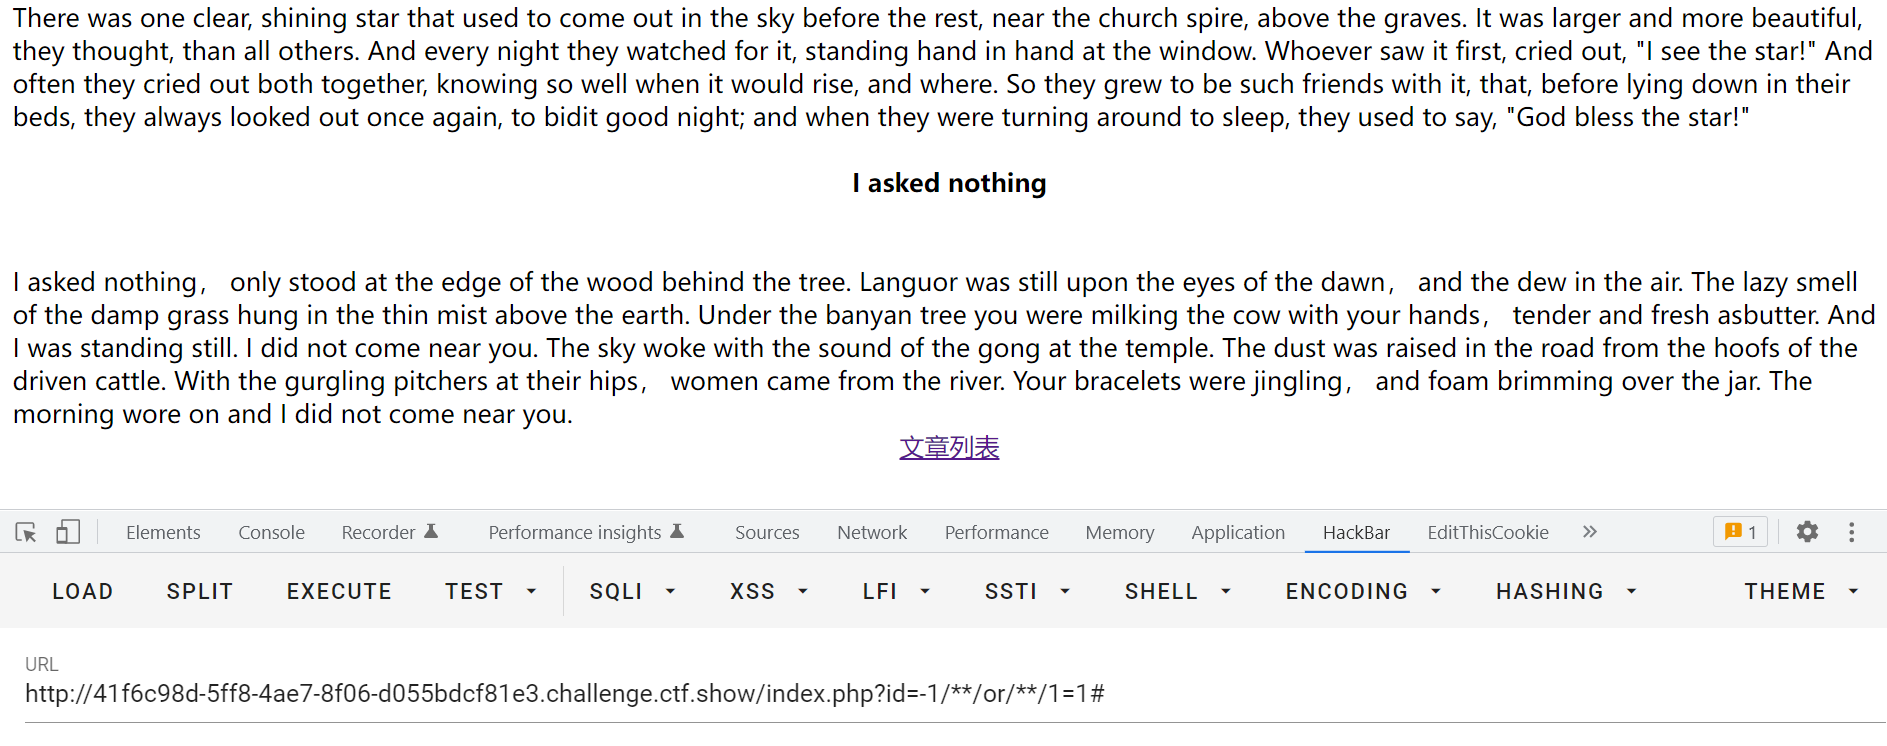 There was one clear, shining star that used to come out in the sky before the rest, near the church spire, above the graves. It was larger and more beautiful,
they thought, than all others. And every night they watched for it, standing hand in hand at the window. Whoever saw it first, cried out, "I see the star!" And
often they cried out both together, knowing so well when it would rise, and where. So they grew to be such friends with it, that, before lying down in their
beds, they always looked out once again, to bidit good night; and when they were turning around to sleep, they used to say, "God bless the star!"
I asked nothing
I asked nothing， only stood at the edge of the wood behind the tree. Languor was still upon the eyes of the dawn， and the dew in the air. The lazy smell
of the damp grass hung in the thin mist above the earth. Under the banyan tree you were milking the cow with your hands， tender and fresh asbutter. And
I was standing still. I did not come near you. The sky woke with the sound of the gong at the temple. The dust was raised in the road from the hoofs of the
driven cattle. With the gurgling pitchers at their hips， women came from the river. Your bracelets were jingling， and foam brimming over the jar. The
morning wore on and I did not come near you.
文章列表
Elements Console Recorder Performance insights Sources Network Performance Memory Application HackBar EditThisCookie » 1
LOAD SPLIT EXECUTE TEST SQLI XSS LFI SSTI SHELL ENCODING HASHING THEME
URL
http://41f6c98d-5ff8-4ae7-8f06-d055bdcf81e3.challenge.ctf.show/index.php?id=-1/**/or/**/1=1#